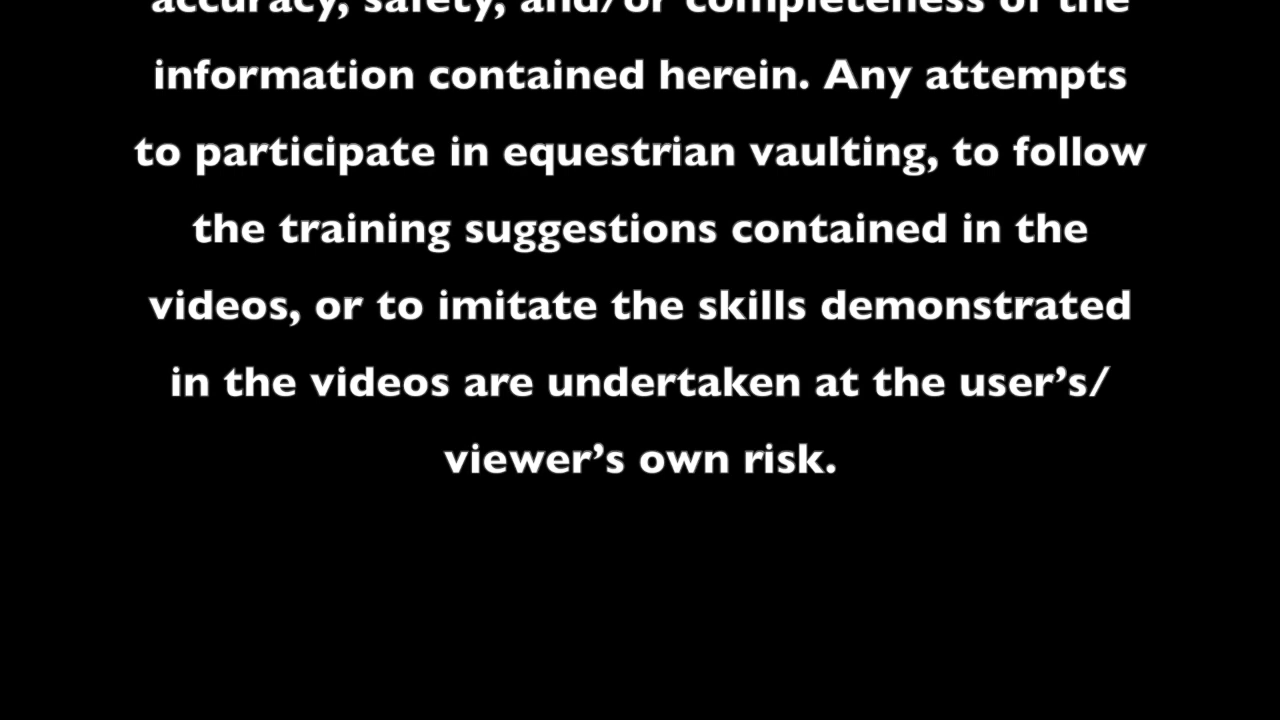 accuracy, safety, and/or completeness of the
information contained herein. Any attempts
to participate in equestrian vaulting, to follow
the training suggestions contained in the
videos, or to imitate the skills demonstrated
in the videos are undertaken at the user’s/
viewer’s own risk.